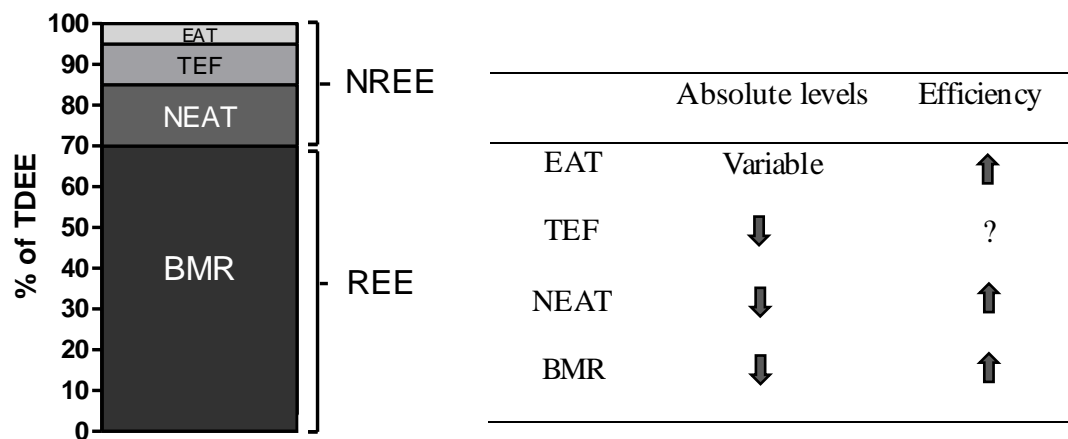 % of TDEE
100
90
80
70
60
50
40
30
20
10
0
EAT
TEF
NEAT
BMR
NREE
REE
Absolute levels Efficiency
EAT Variable
TEF ?
NEAT
BMR